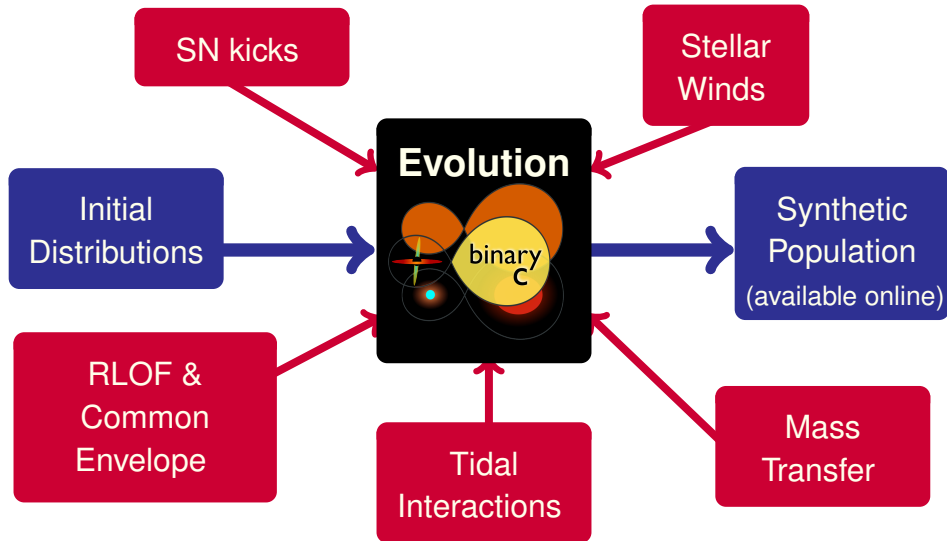 SN kicks
Stellar
Winds
Evolution
binary
c
Initial
Distributions
Synthetic
Population
(available online)
RLOF &
Common
Envelope
Tidal
Interactions
Mass
Transfer